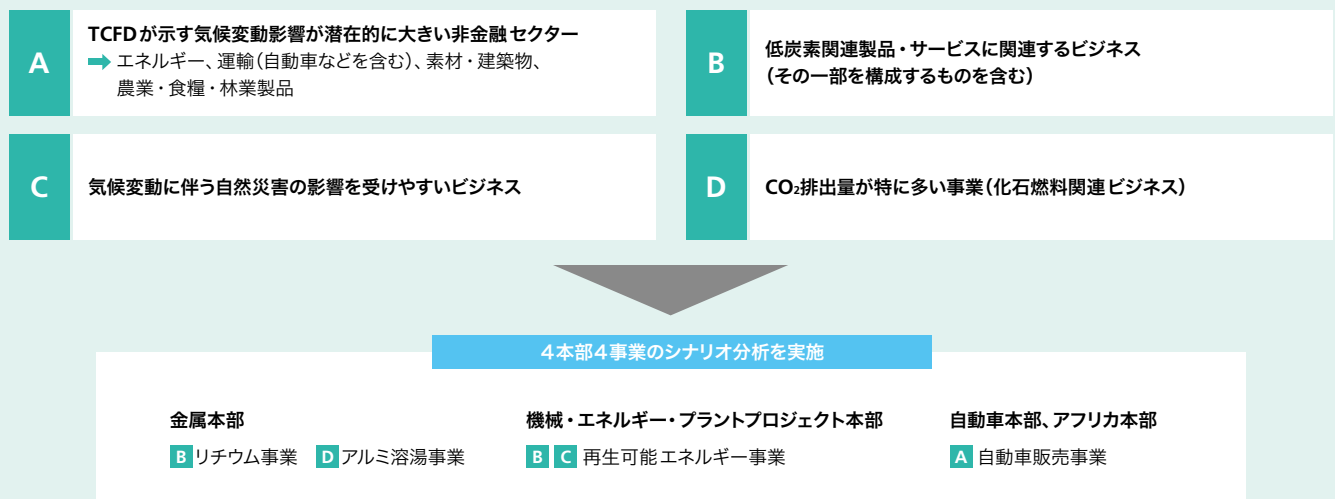 A
TCFDが示す気候変動影響が潜在的に大きい非金融セクター
➡ エネルギー、運輸(自動車などを含む)、素材・建築物、
農業・食糧・林業製品
B
低炭素関連製品・サービスに関連するビジネス
(その一部を構成するものを含む)
C
気候変動に伴う自然災害の影響を受けやすいビジネス
D
CO₂排出量が特に多い事業(化石燃料関連ビジネス)
4本部4事業のシナリオ分析を実施
金属本部
B リチウム事業 D アルミ溶湯事業
機械・エネルギー・プラントプロジェクト本部
B C 再生可能エネルギー事業
自動車本部、アフリカ本部
A 自動車販売事業